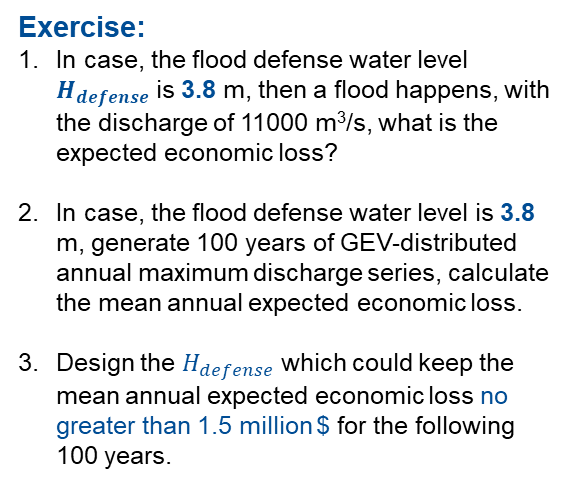 Exercise:
1. In case, the flood defense water level
H defense is 3.8 m, then a flood happens, with
the discharge of 11000 m³/s, what is the
expected economic loss?
2. In case, the flood defense water level is 3.8
m, generate 100 years of GEV-distributed
annual maximum discharge series, calculate
the mean annual expected economic loss.
3. Design the H defense which could keep the
mean annual expected economic loss no
greater than 1.5 million $ for the following
100 years.